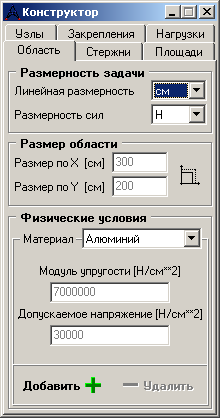 Конструктор
Узлы Закрепления Нагрузки
Область Стержни Площади
Размерность задачи
Линейная размерность см
Размерность сил Н
Размер области
Размер по X [см] 300
Размер по Y [см] 200
Физические условия
Материал Алюминий
Модуль упругости [Н/см**2]
7000000
Допускаемое напряжение [Н/см**2]
30000
Добавить Удалить